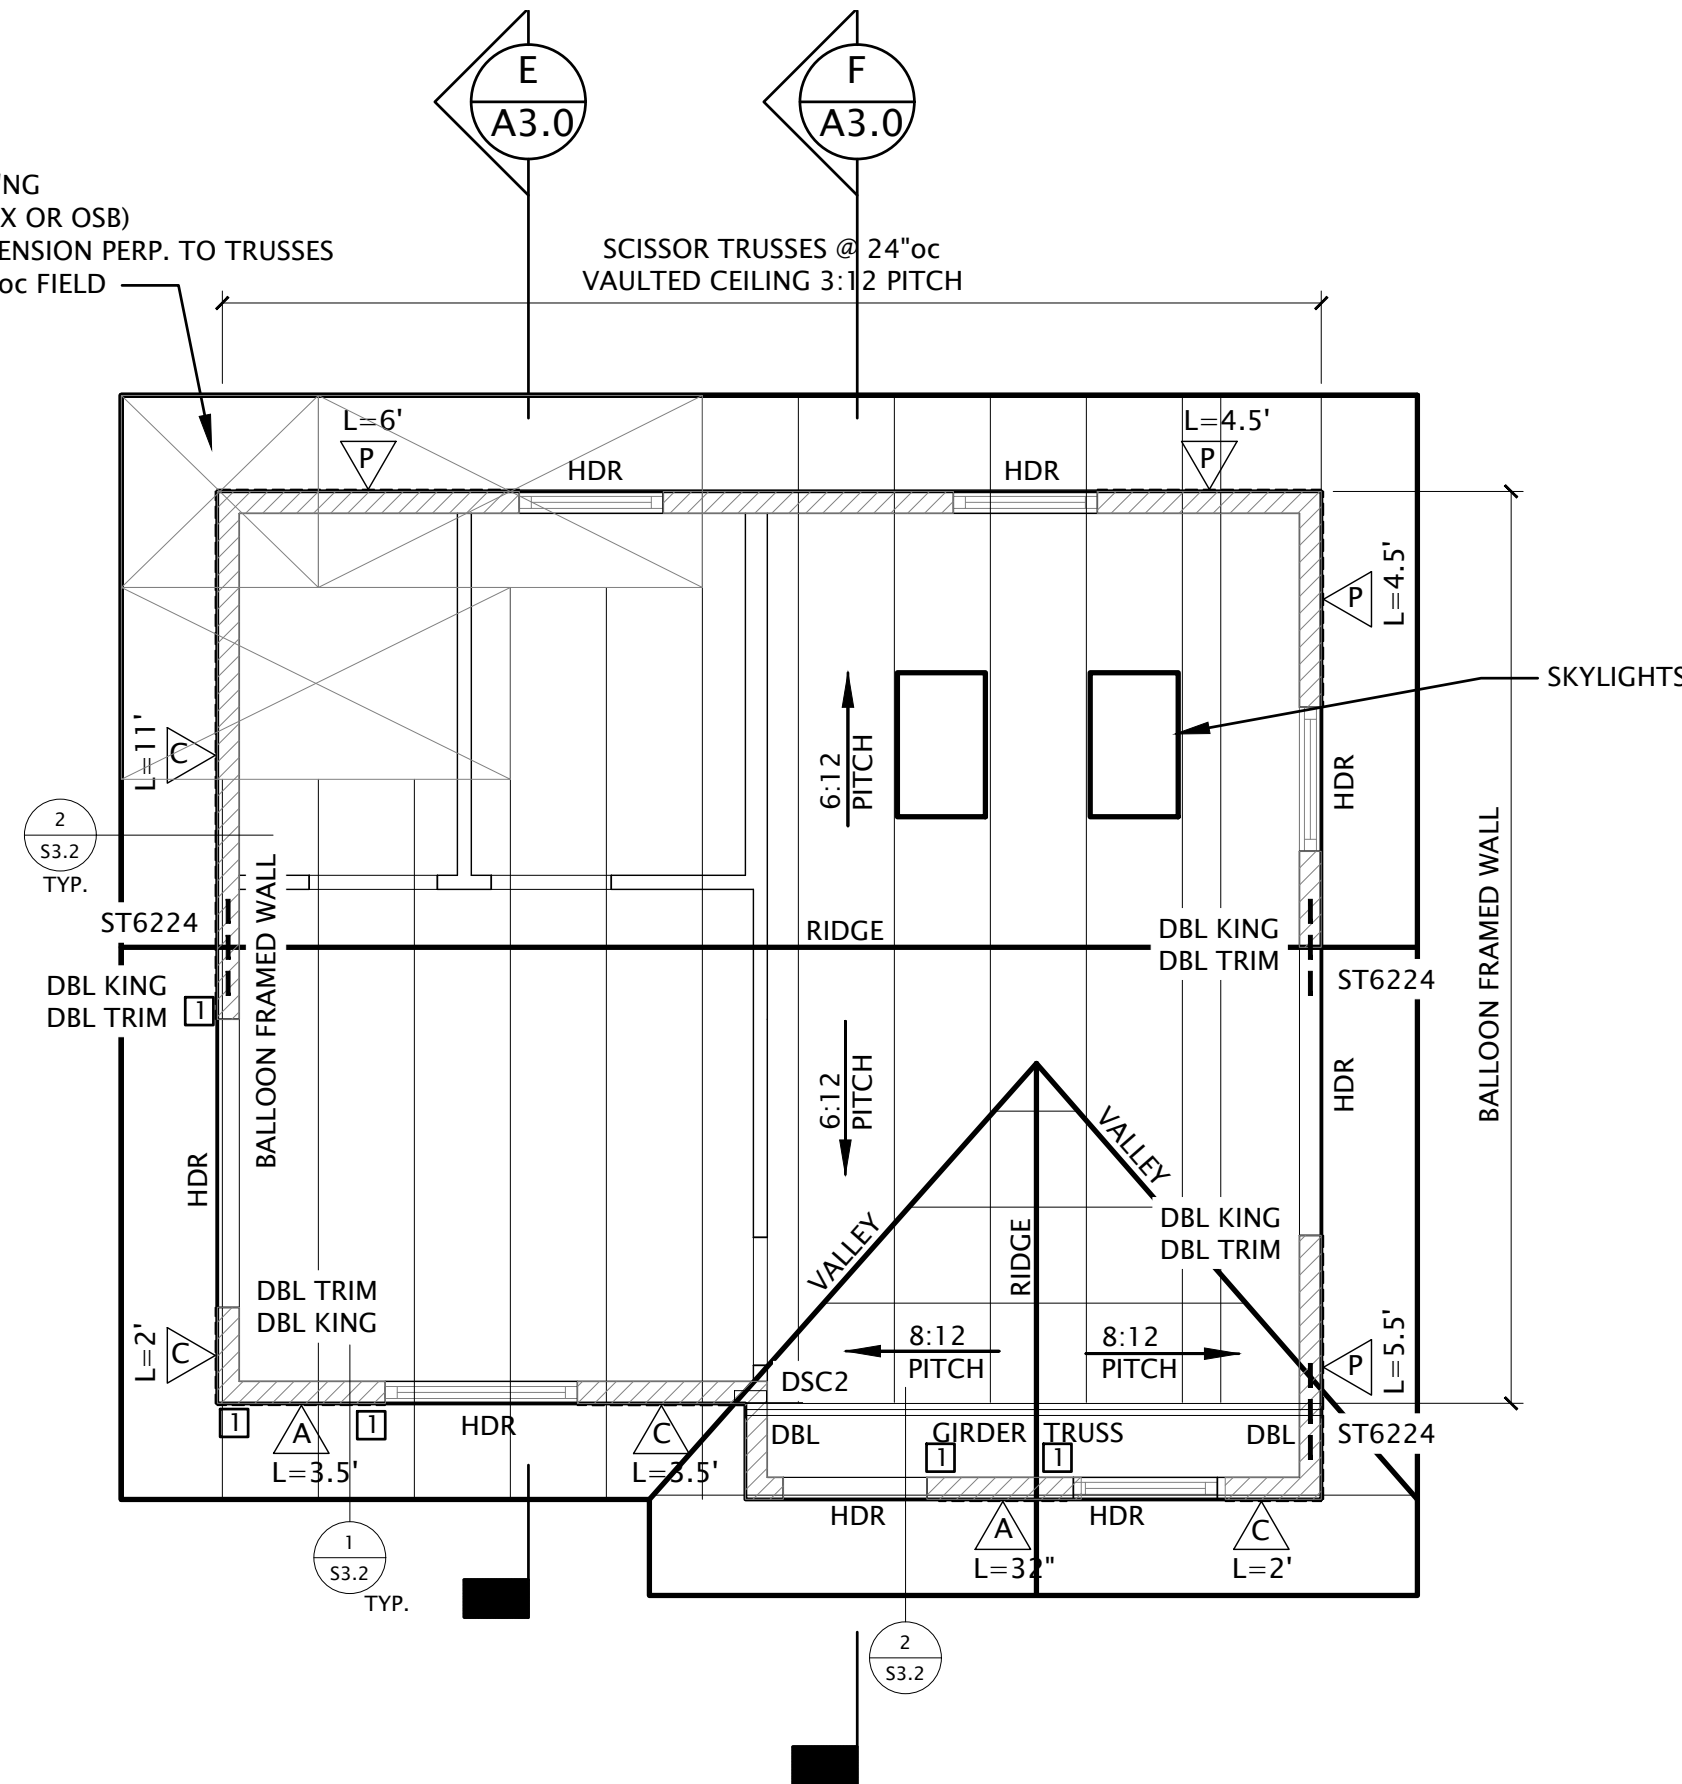 E
A3.0
F
A3.0
NG
X OR OSB)
ENSION PERP. TO TRUSSES
oc FIELD
SCISSOR TRUSSES @ 24"oc
VAULTED CEILING 3:12 PITCH
L=6'
P
HDR
HDR
L=4.5'
P
P
L=4.5'
SKYLIGHTS
L=11'
C
6:12
PITCH
HDR
2
S3.2
TYP.
BALLOON FRAMED WALL
BALLOON FRAMED WALL
ST6224
RIDGE
DBL KING
DBL TRIM
ST6224
DBL KING
DBL TRIM
1
6:12
PITCH
HDR
VALLEY
HDR
DBL KING
DBL TRIM
VALLEY
RIDGE
DBL TRIM
DBL KING
L=2'
C
8:12
PITCH
8:12
PITCH
P
L=5.5'
DSC2
1
A
L=3.5'
1
HDR
C
L=3.5'
DBL
GIRDER TRUSS
DBL
ST6224
1
1
HDR
A
L=32"
HDR
C
L=2'
1
S3.2
TYP.
2
S3.2